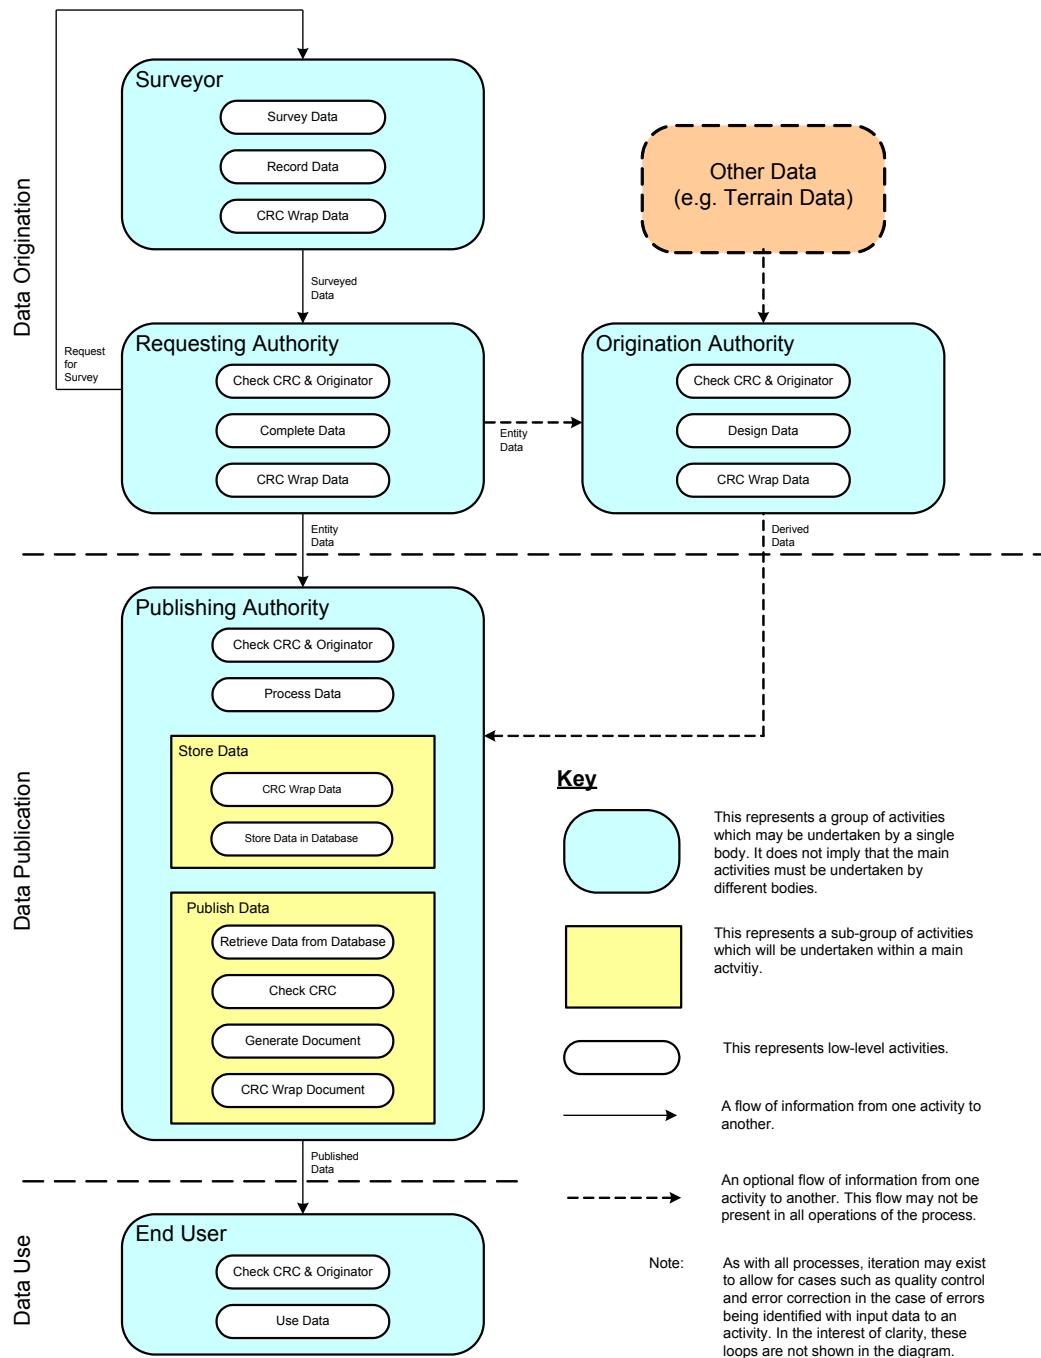 Data Origination
Surveyor
Survey Data
Record Data
CRC Wrap Data
Other Data
(e.g. Terrain Data)
Surveyed
Data
Request
for
Survey
Requesting Authority
Check CRC & Originator
Complete Data
CRC Wrap Data
Entity
Data
Origination Authority
Check CRC & Originator
Design Data
CRC Wrap Data
Entity
Data
Derived
Data
Data Publication
Publishing Authority
Check CRC & Originator
Process Data
Store Data
CRC Wrap Data
Store Data in Database
Publish Data
Retrieve Data from Database
Check CRC
Generate Document
CRC Wrap Document
Published
Data
Data Use
End User
Check CRC & Originator
Use Data
Key
This represents a group of activities
which may be undertaken by a single
body. It does not imply that the main
activities must be undertaken by
different bodies.
This represents a sub-group of activities
which will be undertaken within a main
actvitiy.
This represents low-level activities.
A flow of information from one activity to
another.
An optional flow of information from one
activity to another. This flow may not be
present in all operations of the process.
Note: As with all processes, iteration may exist
to allow for cases such as quality control
and error correction in the case of errors
being identified with input data to an
activity. In the interest of clarity, these
loops are not shown in the diagram.